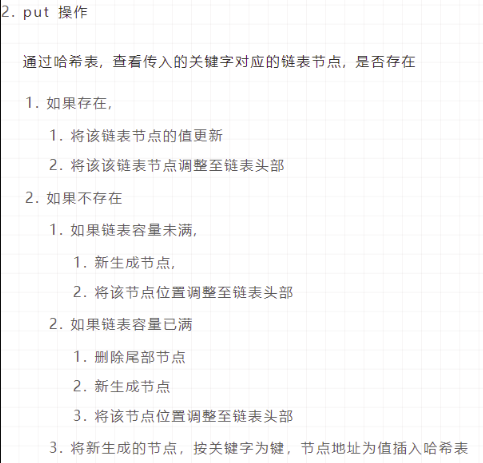 2. put 操作
通过哈希表, 查看传入的关键字对应的链表节点, 是否存在
1. 如果存在,
1. 将该链表节点的值更新
2. 将该该链表节点调整至链表头部
2. 如果不存在
1. 如果链表容量未满,
1. 新生成节点,
2. 将该节点位置调整至链表头部
2. 如果链表容量已满
1. 删除尾部节点
2. 新生成节点
3. 将该节点位置调整至链表头部
3. 将新生成的节点, 按关键字为键, 节点地址为值插入哈希表